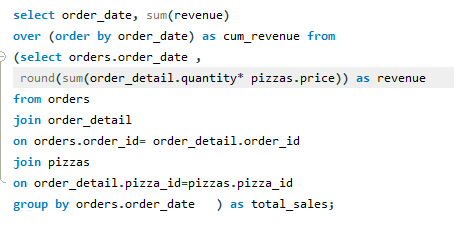 select order_date, sum(revenue)
over (order by order_date) as cum_revenue from
(select orders.order_date ,
round(sum(order_detail.quantity* pizzas.price)) as revenue
from orders
join order_detail
on orders.order_id= order_detail.order_id
join pizzas
on order_detail.pizza_id=pizzas.pizza_id
group by orders.order_date   ) as total_sales;